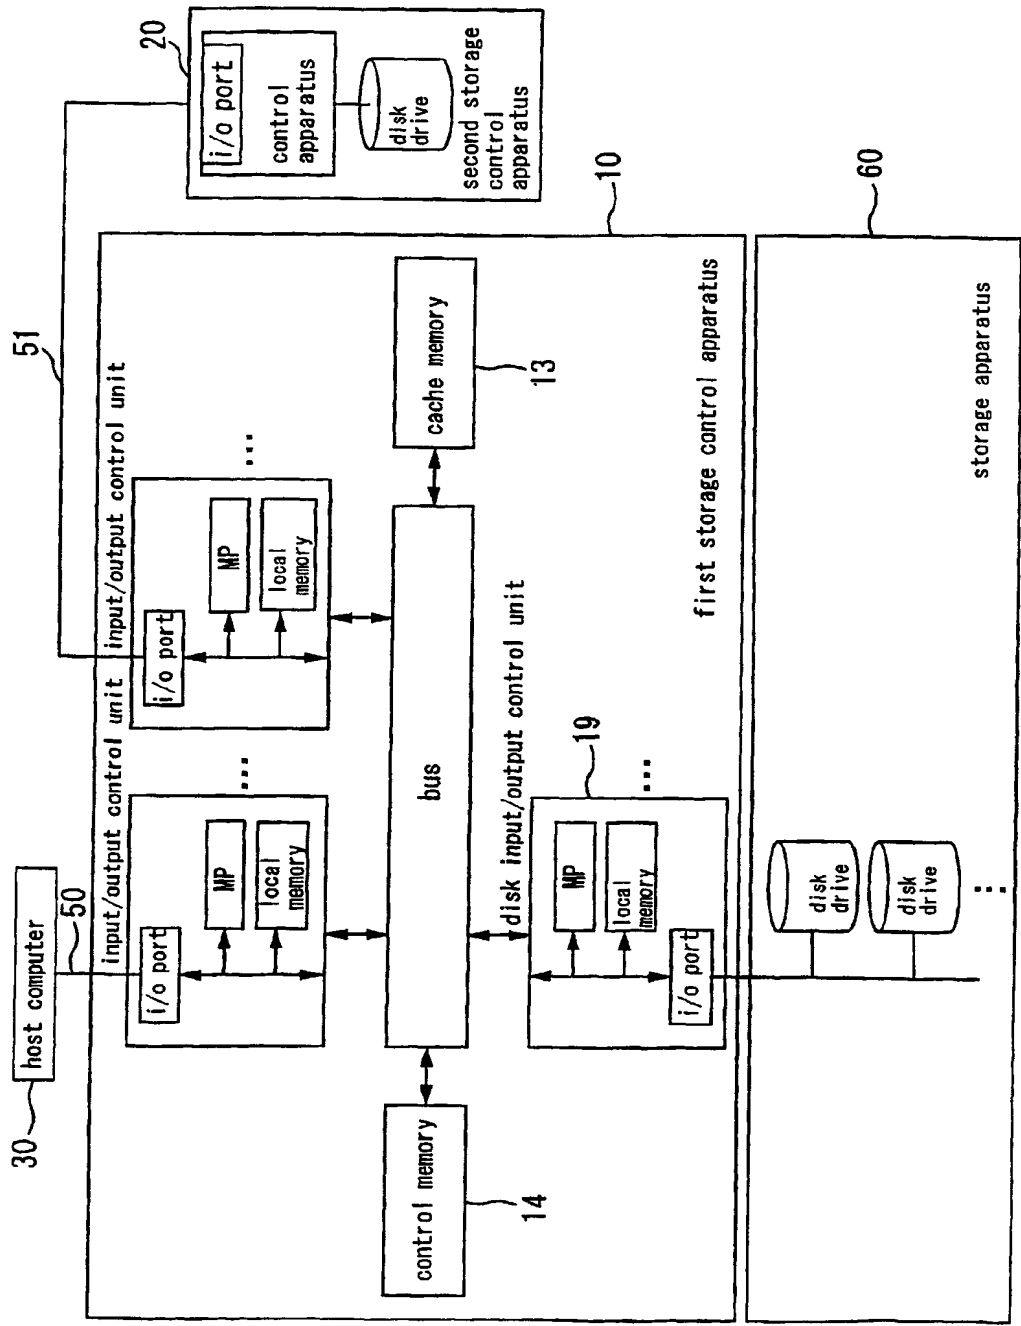 30
host computer
50
51
20
i/o port
control
apparatus
disk
drive
second storage
control
apparatus
input/output control unit
input/output control unit
i/o port
MP
local
memory
...
i/o port
MP
local
memory
...
control memory
14
bus
cache memory
13
disk input/output control unit
19
MP
local
memory
i/o port
...
first storage control apparatus
10
disk
drive
disk
drive
...
storage apparatus
60